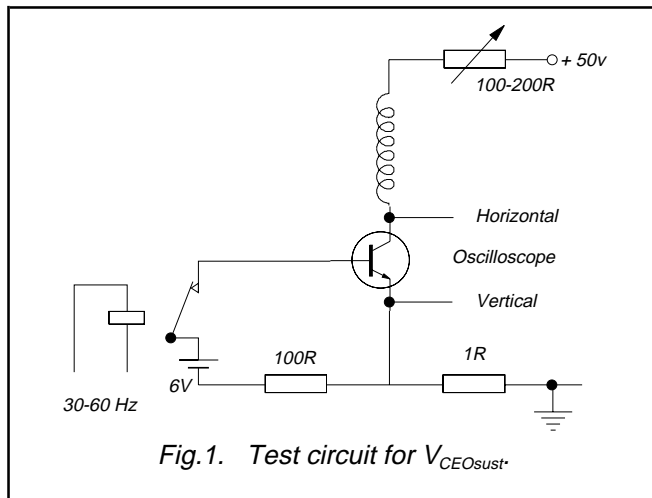 + 50v
100-200R
Horizontal
Oscilloscope
Vertical
100R
1R
6V
30-60 Hz
Fig.1. Test circuit for VCEOsust.